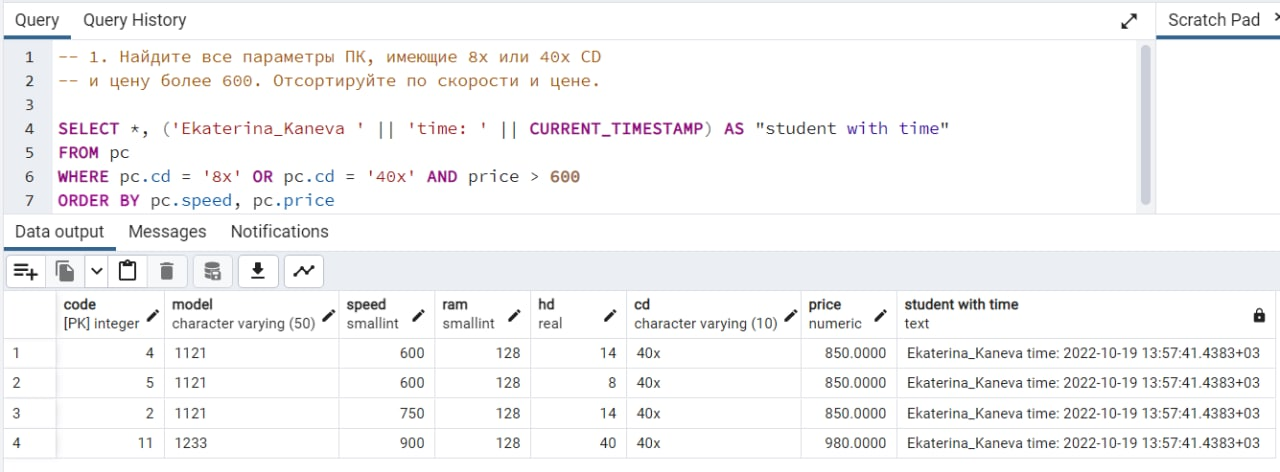 Query Query History Scratch Pad
1 -- 1. Найдите все параметры ПК, имеющие 8x или 40x CD
2 -- и цену более 600. Отсортируйте по скорости и цене.
3
4 SELECT *, ('Ekaterina_Kaneva ' || 'time: ' || CURRENT_TIMESTAMP) AS "student with time"
5 FROM pc
6 WHERE pc.cd = '8x' OR pc.cd = '40x' AND price > 600
7 ORDER BY pc.speed, pc.price
Data output Messages Notifications
code model speed ram hd cd price student with time
[PK] integer character varying (50) smallint smallint real character varying (10) numeric text
1 4 1121 600 128 14 40x 850.0000 Ekaterina_Kaneva time: 2022-10-19 13:57:41.4383+03
2 5 1121 600 128 8 40x 850.0000 Ekaterina_Kaneva time: 2022-10-19 13:57:41.4383+03
3 2 1121 750 128 14 40x 850.0000 Ekaterina_Kaneva time: 2022-10-19 13:57:41.4383+03
4 11 1233 900 128 40 40x 980.0000 Ekaterina_Kaneva time: 2022-10-19 13:57:41.4383+03